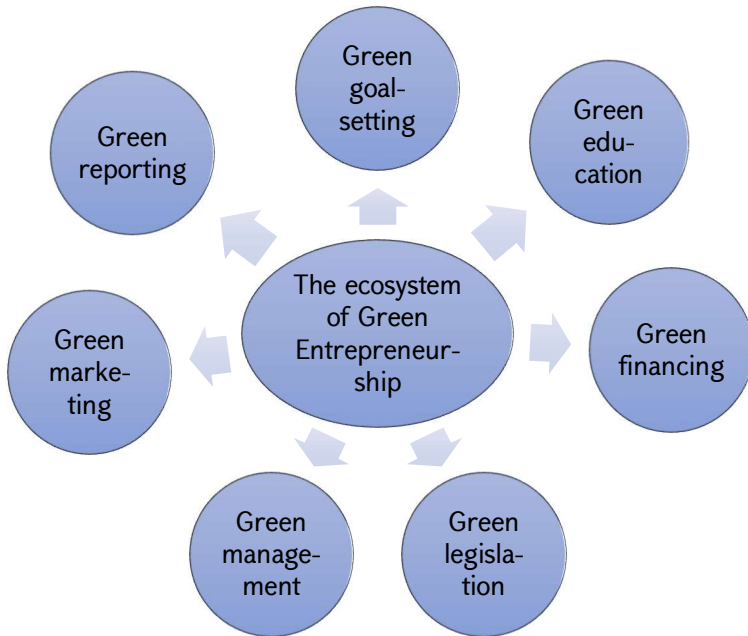 Green
goal-
setting
Green
edu-
cation
Green
financing
Green
legisla-
tion
Green
manage-
ment
Green
marke-
ting
Green
reporting
The ecosystem
of Green
Entrepreneur-
ship